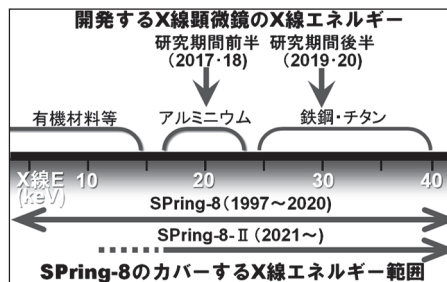 開発するX線顕微鏡のX線エネルギー
研究期間前半 研究期間後半
(2017･18) (2019･20)
有機材料等 アルミニウム 鉄鋼･チタン
X線E 10 20 30 40
(keV)
SPring-8(1997～2020)
SPring-8-Ⅱ(2021～)
SPring-8のカバーするX線エネルギー範囲